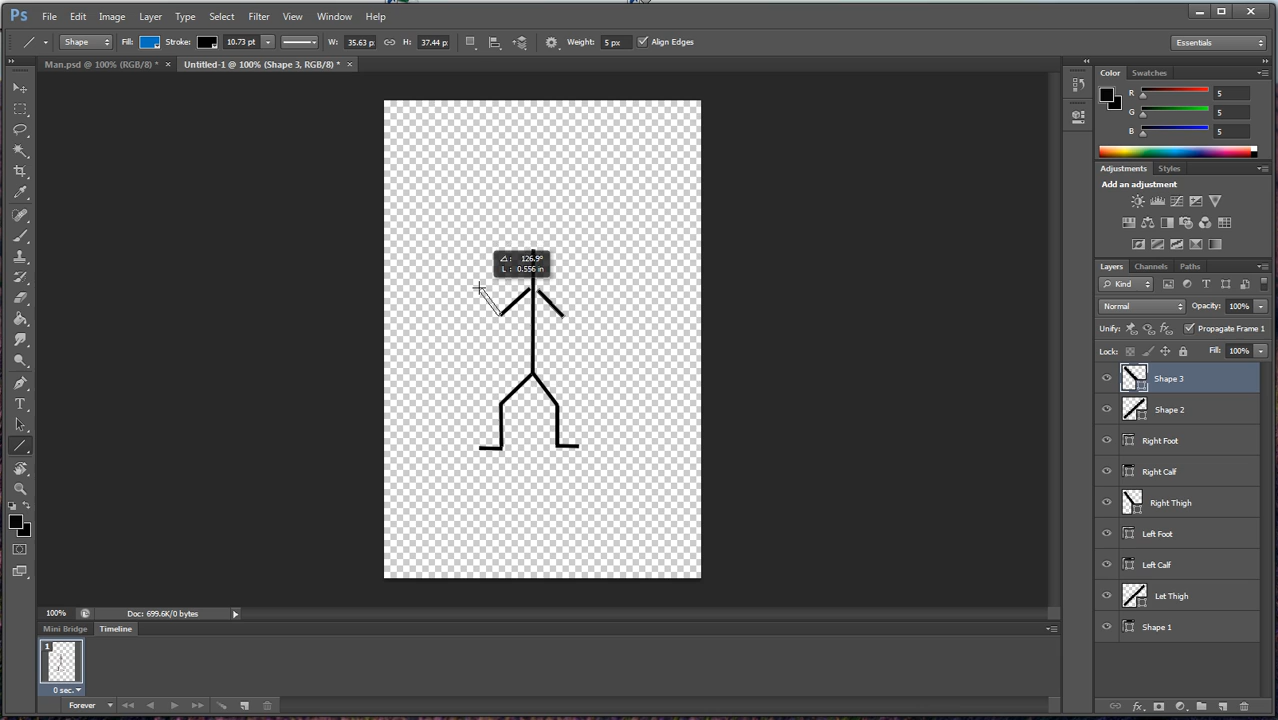 Ps File Edit Image Layer Type Select Filter View Window Help
Shape Fill: Stroke: 10.73 pt W: 35.63 p H: 37.44 pt Weight: 5 px Align Edges Essentials
Man.psd @ 100% (RGB/8) * × Untitled-1 @ 100% (Shape 3, RGB/8) * ×
Color Swatches
R 5
G 5
B 5
Adjustments Styles
Add an adjustment
Layers Channels Paths
Kind
Normal Opacity: 100%
Unify: Propagate Frame 1
Lock: Fill: 100%
Shape 3
Shape 2
Right Foot
Right Calf
Right Thigh
Left Foot
Left Calf
Let Thigh
Shape 1
126.9°
L : 0.556 in
100% Doc: 699.6K/0 bytes
Mini Bridge Timeline
1
0 sec.
Forever